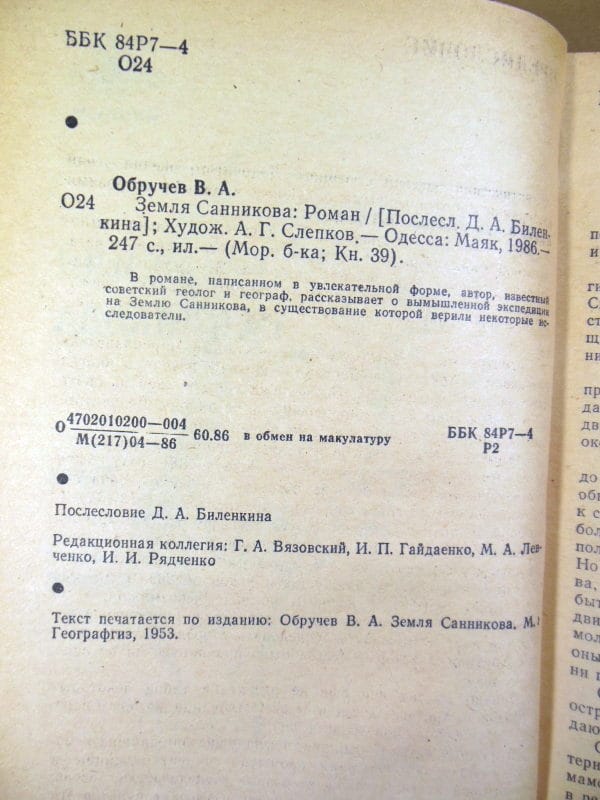 ББК 84Р7—4
О24
Обручев В. А.
О24 Земля Санникова: Роман / [Послесл. Д. А. Билен-
кина]; Худож. А. Г. Слепков.— Одесса: Маяк, 1986.—
247 с., ил.— (Мор. б-ка; Кн. 39).
В романе, написанном в увлекательной форме, автор, известный
советский геолог и географ, рассказывает о вымышленной экспедиции
на Землю Санникова, в существование которой верили некоторые ис-
следователи.
О 4702010200—004
М(217)04—86 60.86 в обмен на макулатуру ББК 84Р7—4
Р2
Послесловие Д. А. Биленкина
Редакционная коллегия: Г. А. Вязовский, И. П. Гайдаенко, М. А. Лев-
ченко, И. И. Рядченко
Текст печатается по изданию: Обручев В. А. Земля Санникова. М.:
Географгиз, 1953.